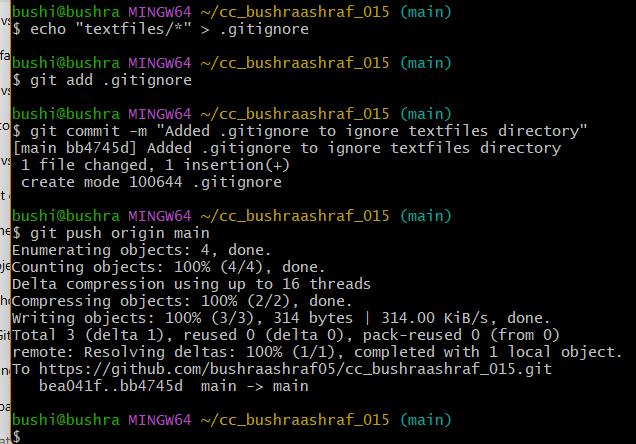 bushi@bushra MINGW64 ~/cc_bushraashraf_015 (main)
$ echo "textfiles/*" > .gitignore
bushi@bushra MINGW64 ~/cc_bushraashraf_015 (main)
$ git add .gitignore
bushi@bushra MINGW64 ~/cc_bushraashraf_015 (main)
$ git commit -m "Added .gitignore to ignore textfiles directory"
[main bb4745d] Added .gitignore to ignore textfiles directory
 1 file changed, 1 insertion(+)
 create mode 100644 .gitignore
bushi@bushra MINGW64 ~/cc_bushraashraf_015 (main)
$ git push origin main
Enumerating objects: 4, done.
Counting objects: 100% (4/4), done.
Delta compression using up to 16 threads
Compressing objects: 100% (2/2), done.
Writing objects: 100% (3/3), 314 bytes | 314.00 KiB/s, done.
Total 3 (delta 1), reused 0 (delta 0), pack-reused 0 (from 0)
remote: Resolving deltas: 100% (1/1), completed with 1 local object.
To https://github.com/bushraashraf05/cc_bushraashraf_015.git
   bea041f..bb4745d  main -> main
bushi@bushra MINGW64 ~/cc_bushraashraf_015 (main)
$